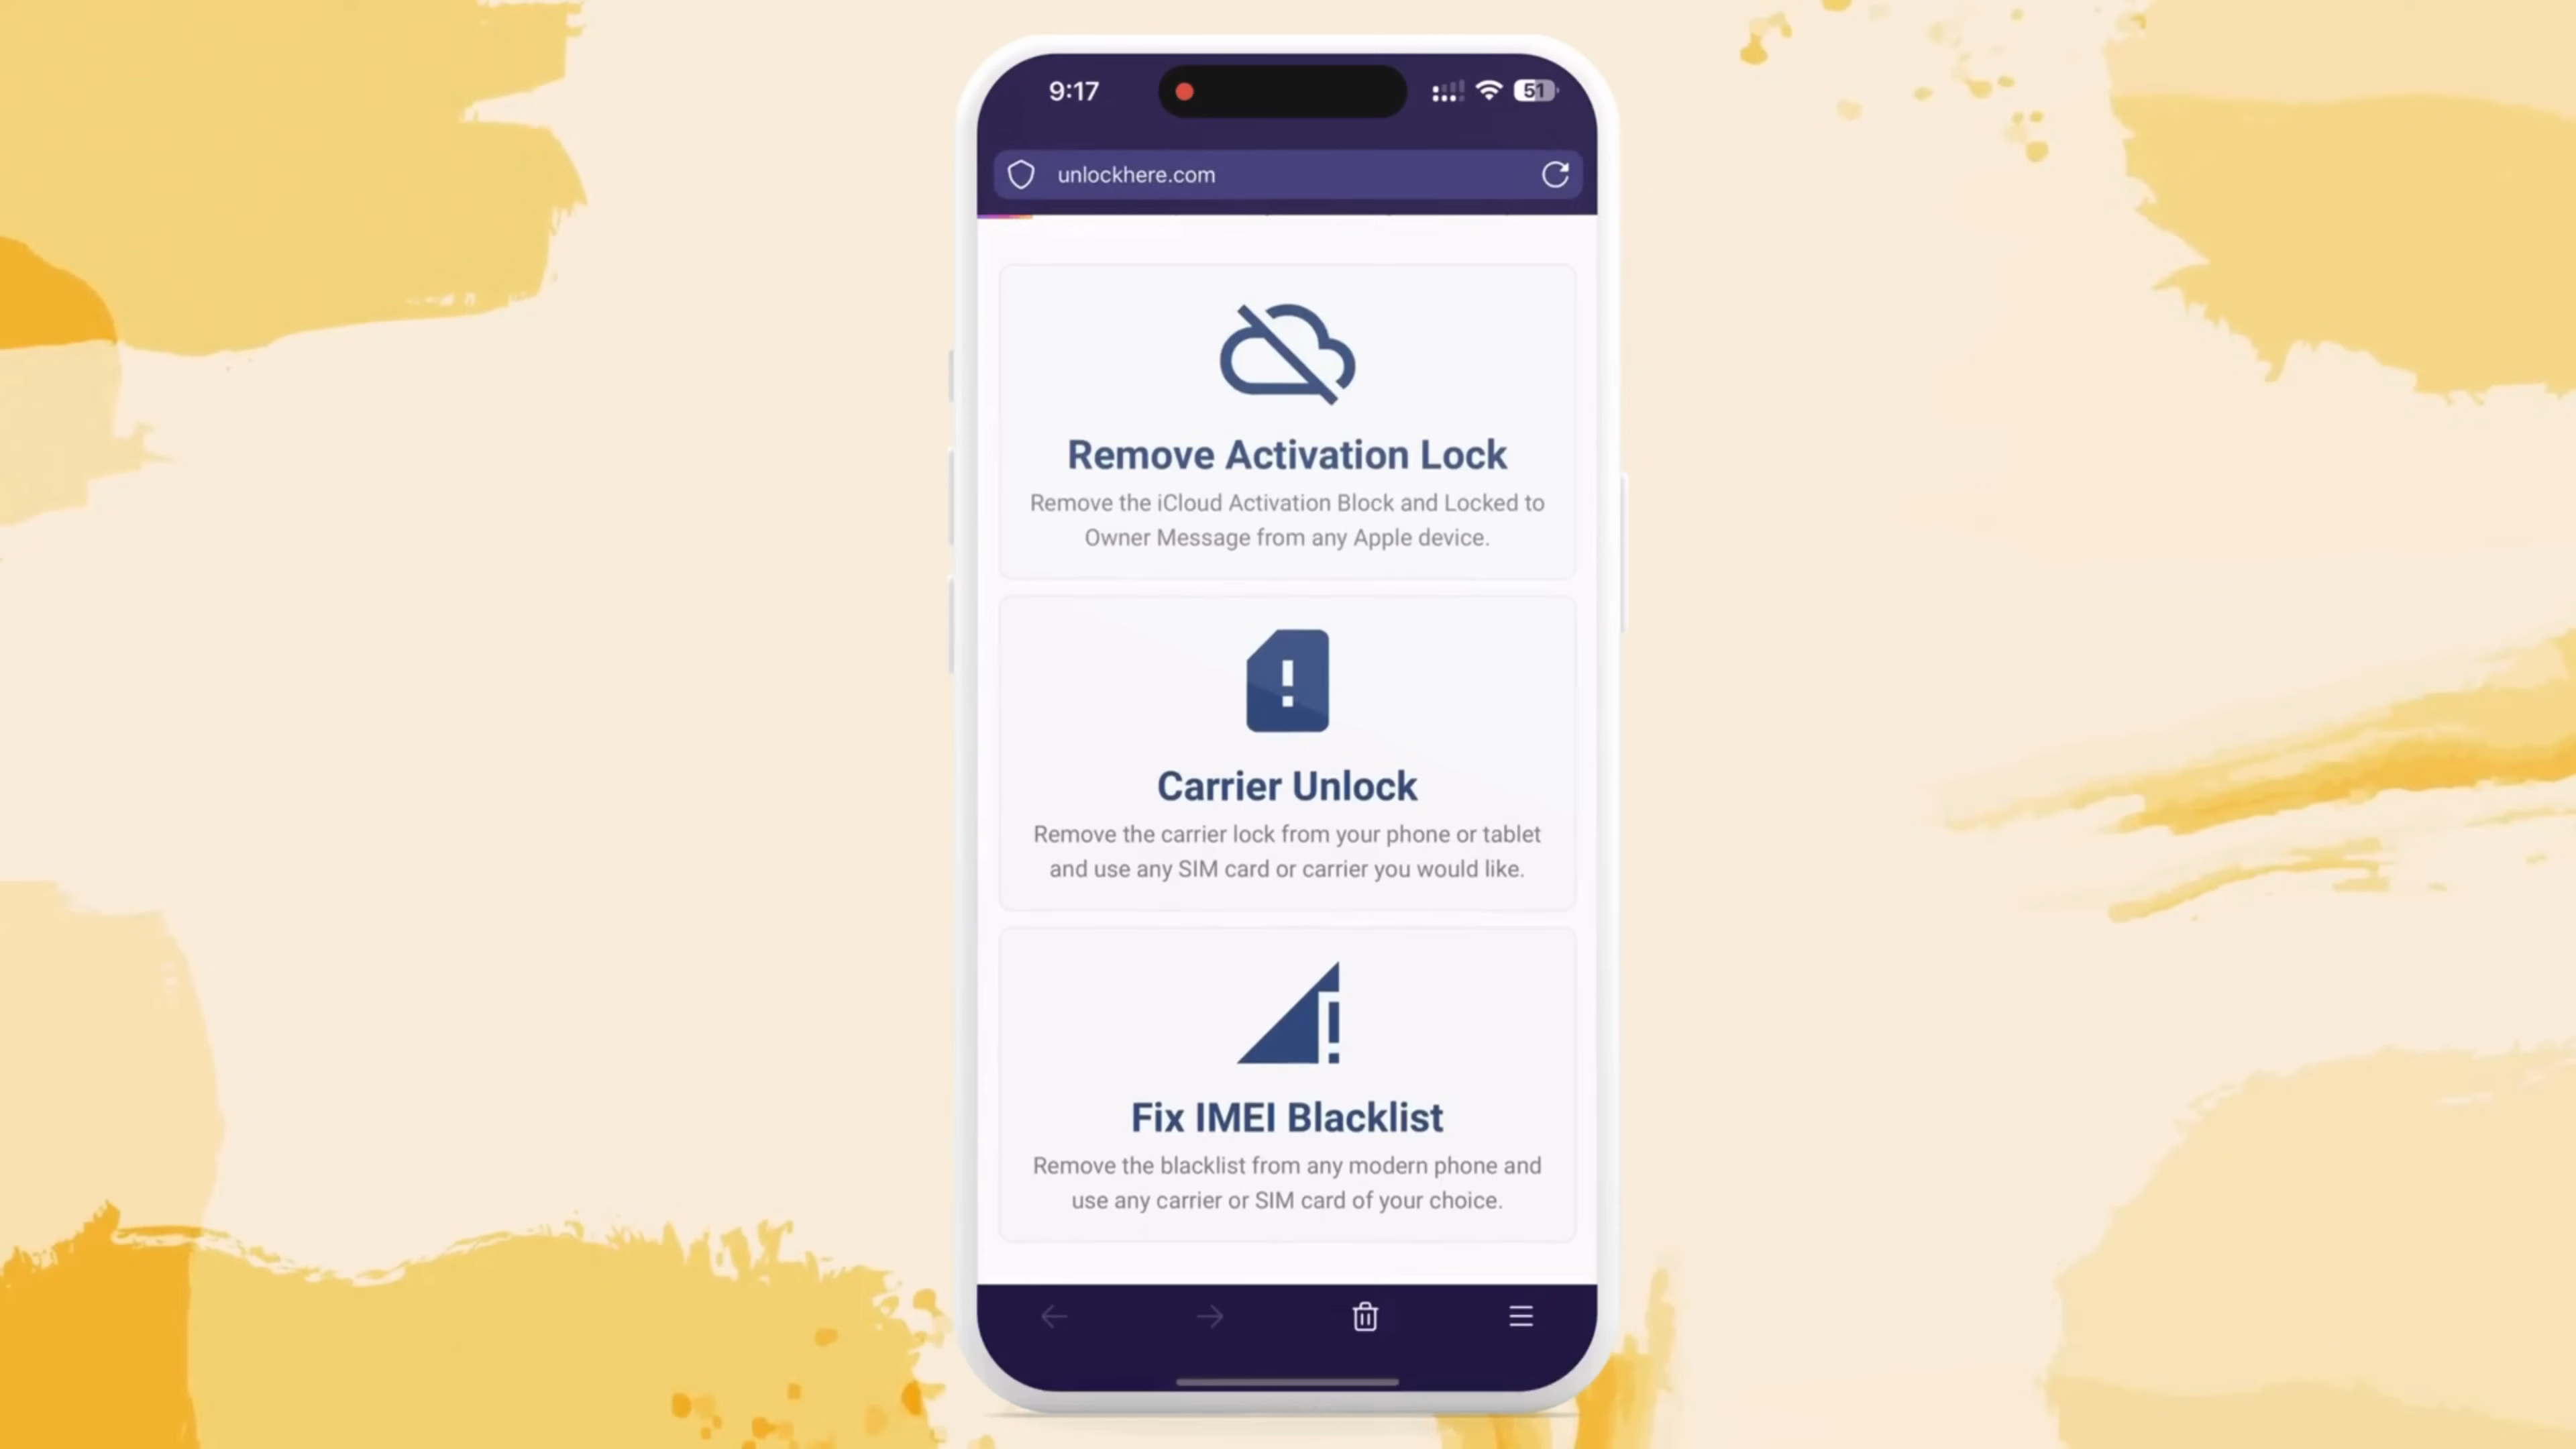 9:17
51
unlockhere.com
Remove Activation Lock
Remove the iCloud Activation Block and Locked to
Owner Message from any Apple device.
Carrier Unlock
Remove the carrier lock from your phone or tablet
and use any SIM card or carrier you would like.
Fix IMEI Blacklist
Remove the blacklist from any modern phone and
use any carrier or SIM card of your choice.